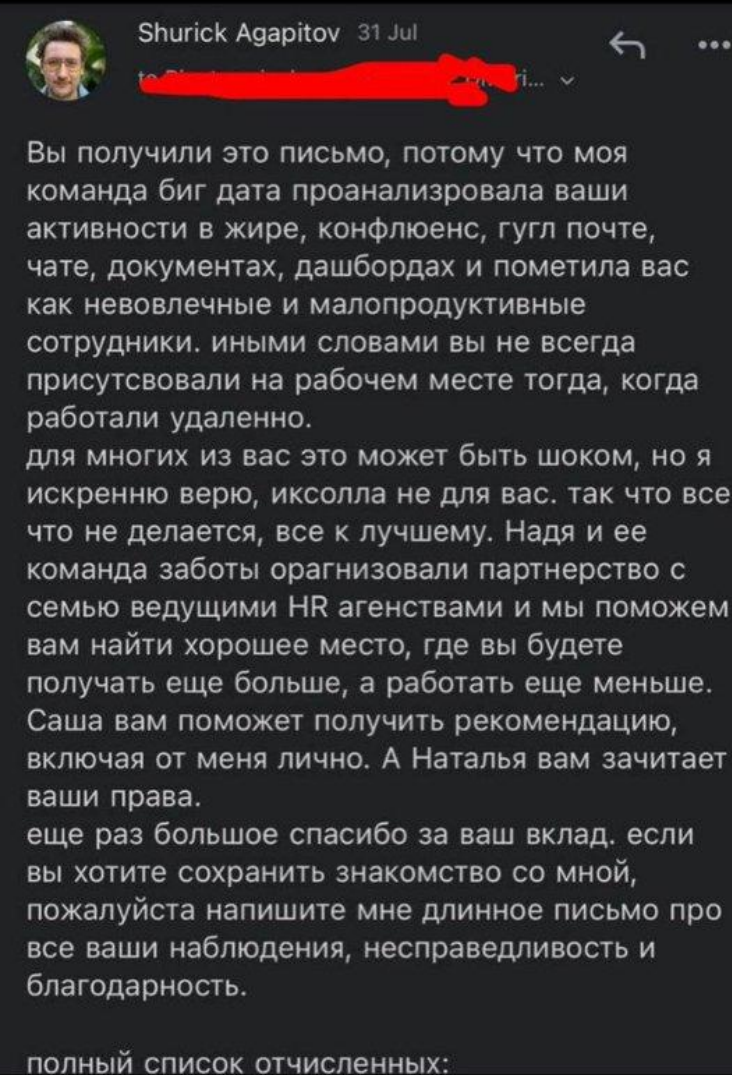 Shurick Agapitov 31 Jul
to
Вы получили это письмо, потому что моя
команда биг дата проанализровала ваши
активности в жире, конфлюенс, гугл почте,
чате, документах, дашбордах и пометила вас
как невовлечные и малопродуктивные
сотрудники. иными словами вы не всегда
присутсвовали на рабочем месте тогда, когда
работали удаленно.
для многих из вас это может быть шоком, но я
искренню верю, иксолла не для вас. так что все
что не делается, все к лучшему. Надя и ее
команда заботы орагнизовали партнерство с
семью ведущими HR агенствами и мы поможем
вам найти хорошее место, где вы будете
получать еще больше, а работать еще меньше.
Саша вам поможет получить рекомендацию,
включая от меня лично. А Наталья вам зачитает
ваши права.
еще раз большое спасибо за ваш вклад. если
вы хотите сохранить знакомство со мной,
пожалуйста напишите мне длинное письмо про
все ваши наблюдения, несправедливость и
благодарность.
полный список отчисленных: